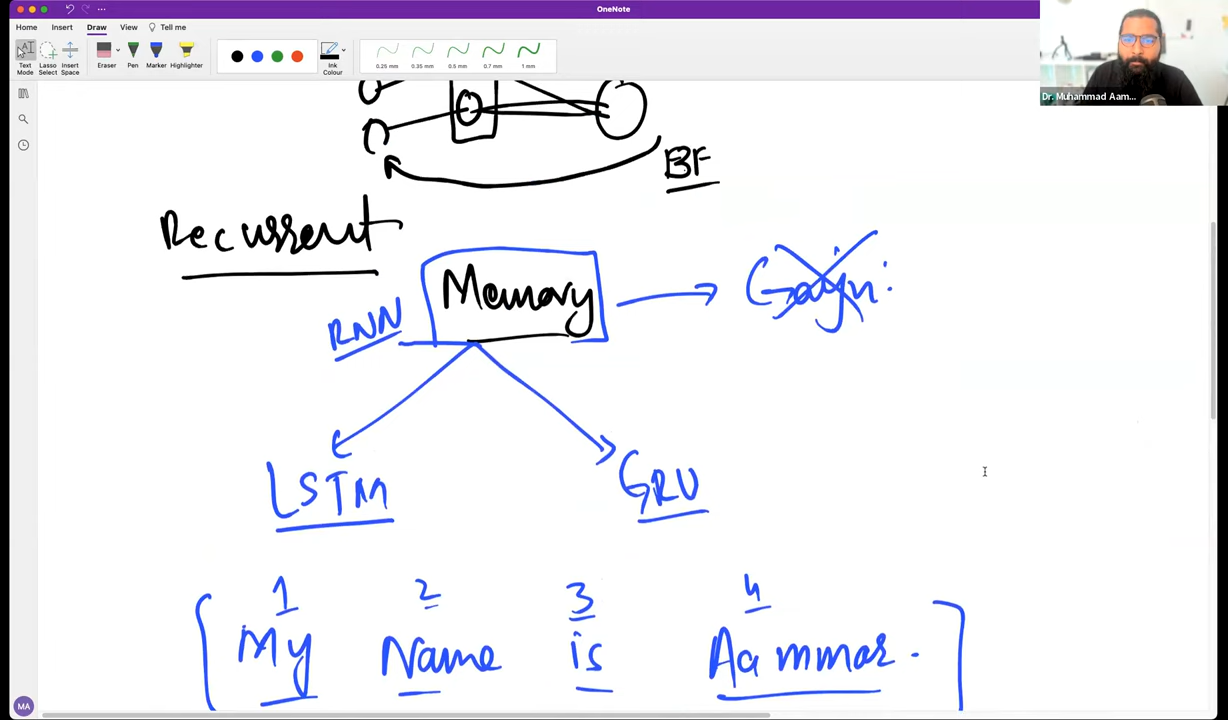 OneNote
Home Insert Draw View Tell me
Text Mode
Lasso Select
Insert Space
Eraser
Pen
Marker
Highlighter
0.25 mm 0.35 mm 0.5 mm 0.7 mm 1 mm
Ink Colour
Dr. Muhammad Aam...
BF
Recurrent
Memory
RNN
LSTM GRU
1 2 3 4
My Name is Aammar.
MA